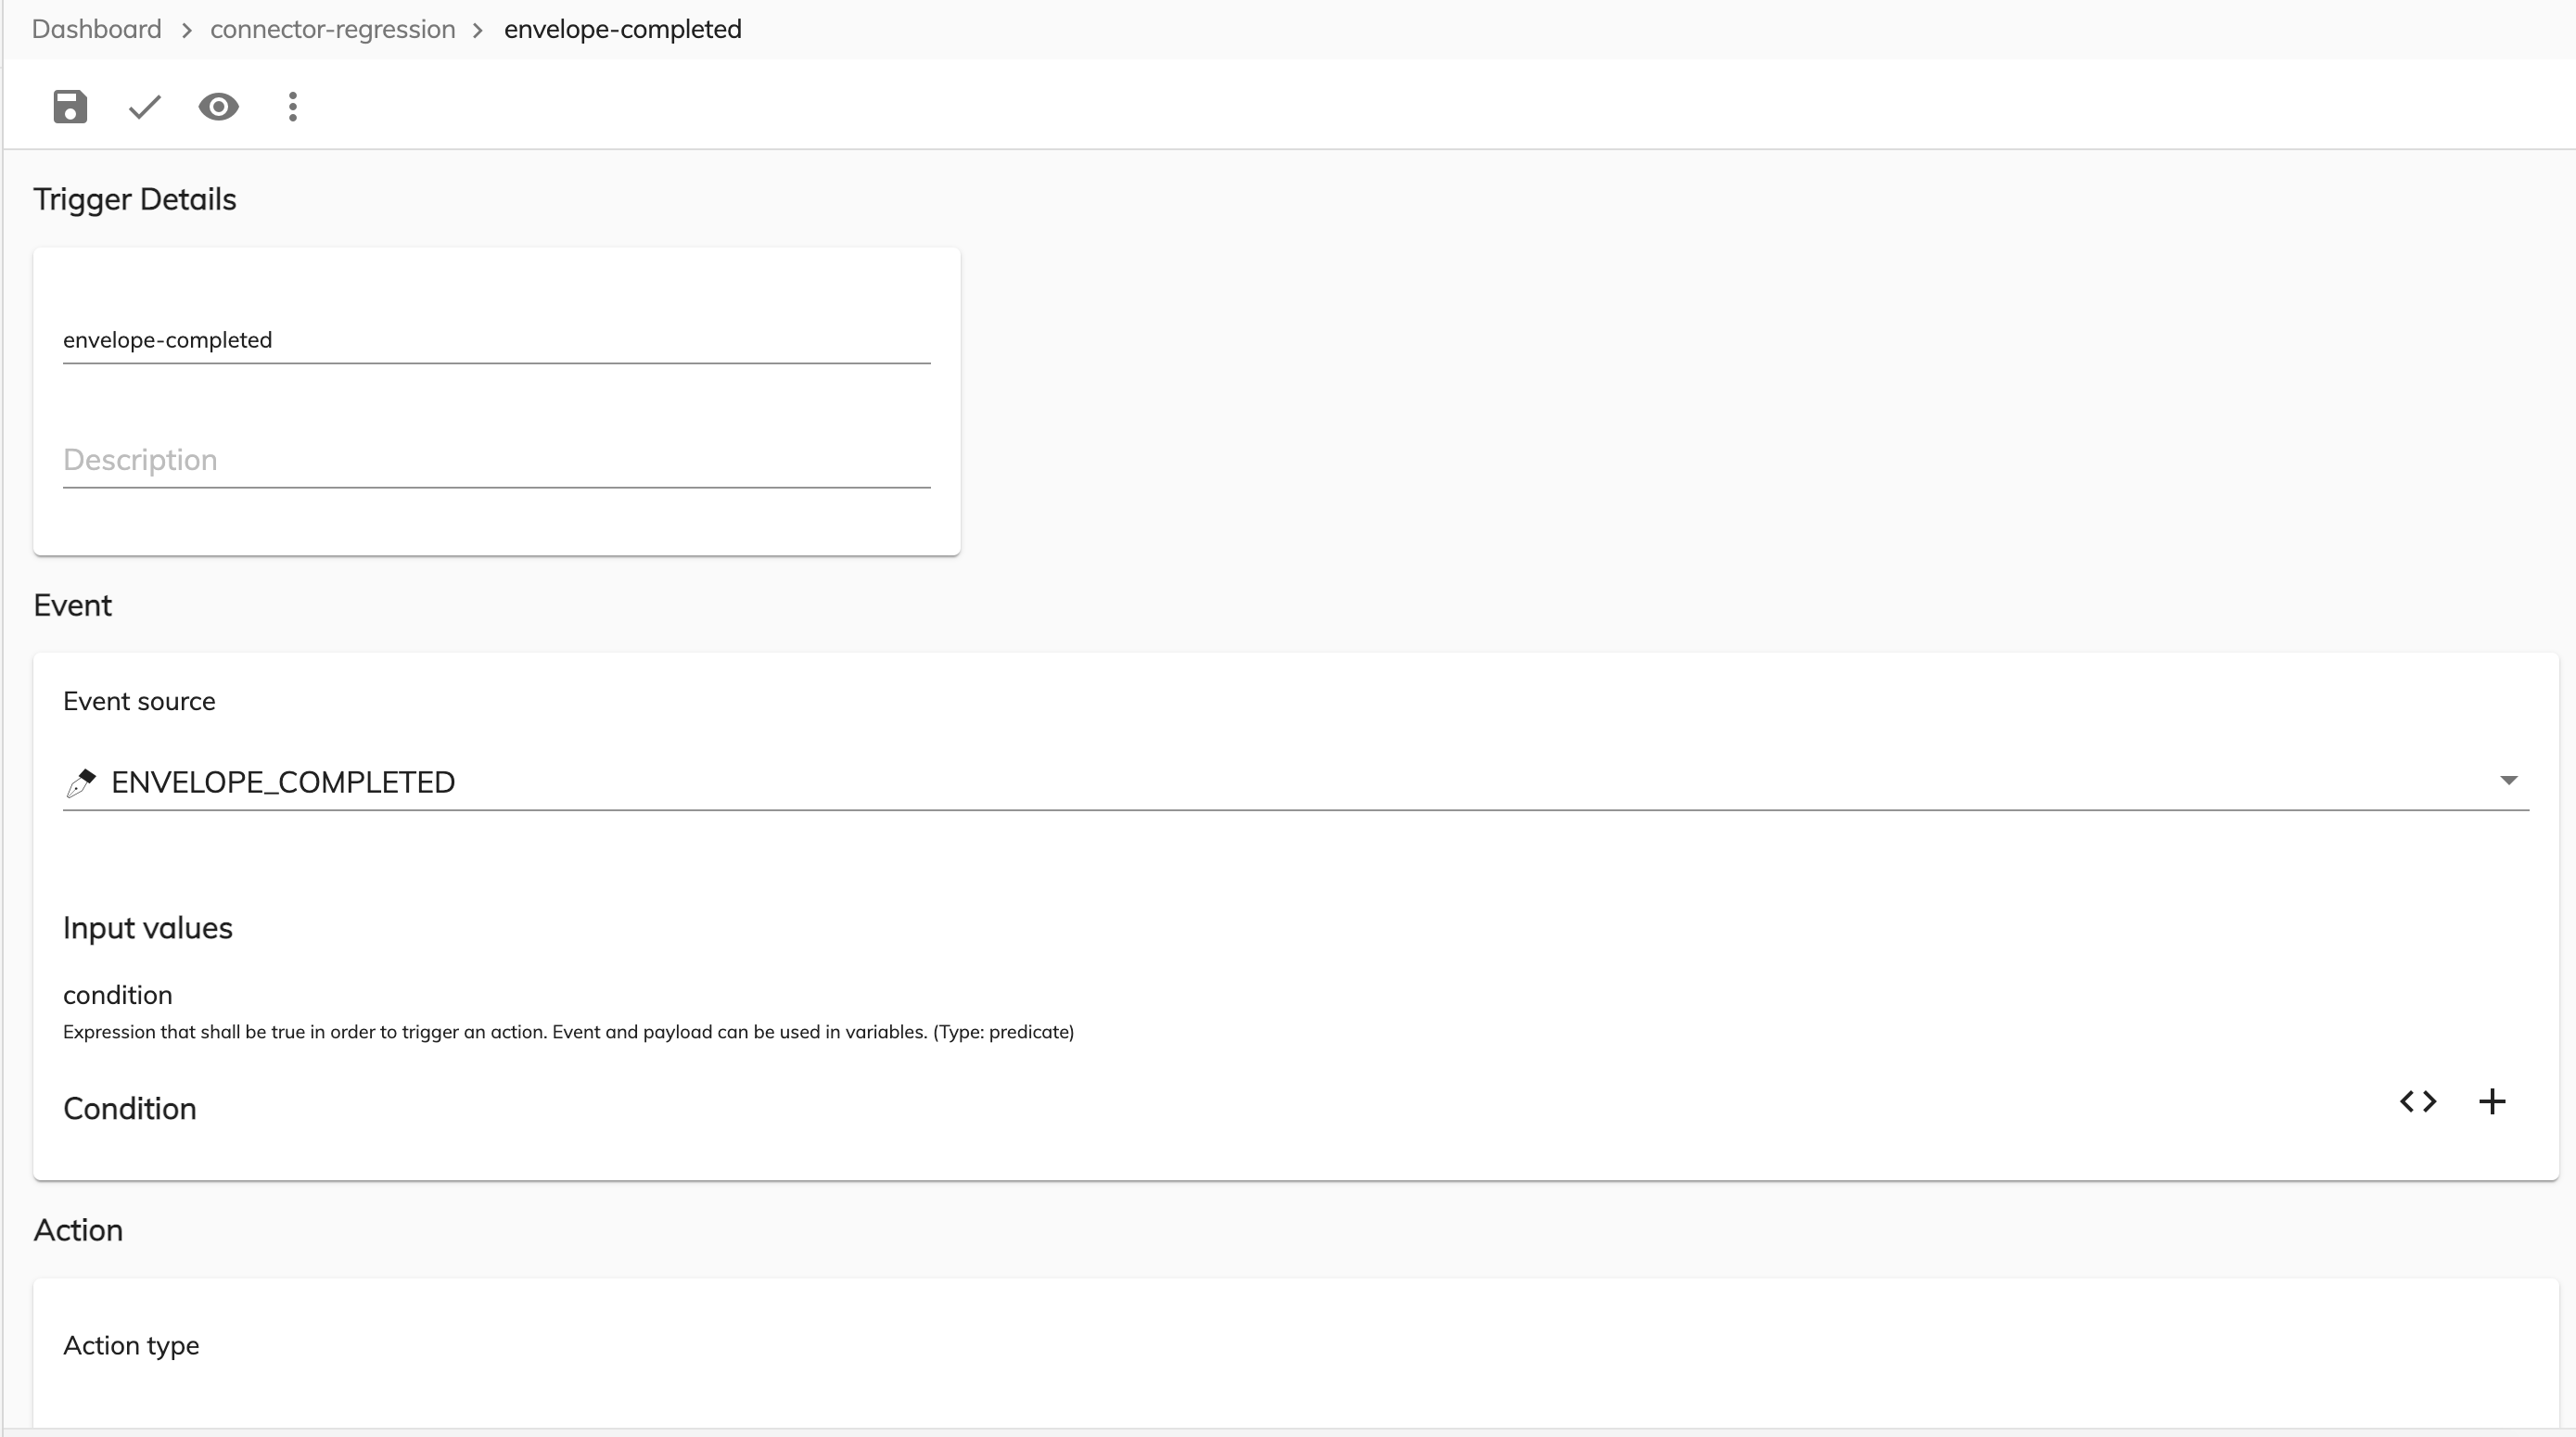 Dashboard > connector-regression > envelope-completed
Trigger Details
envelope-completed
Description
Event
Event source
ENVELOPE_COMPLETED
Input values
condition
Expression that shall be true in order to trigger an action. Event and payload can be used in variables. (Type: predicate)
Condition
Action
Action type